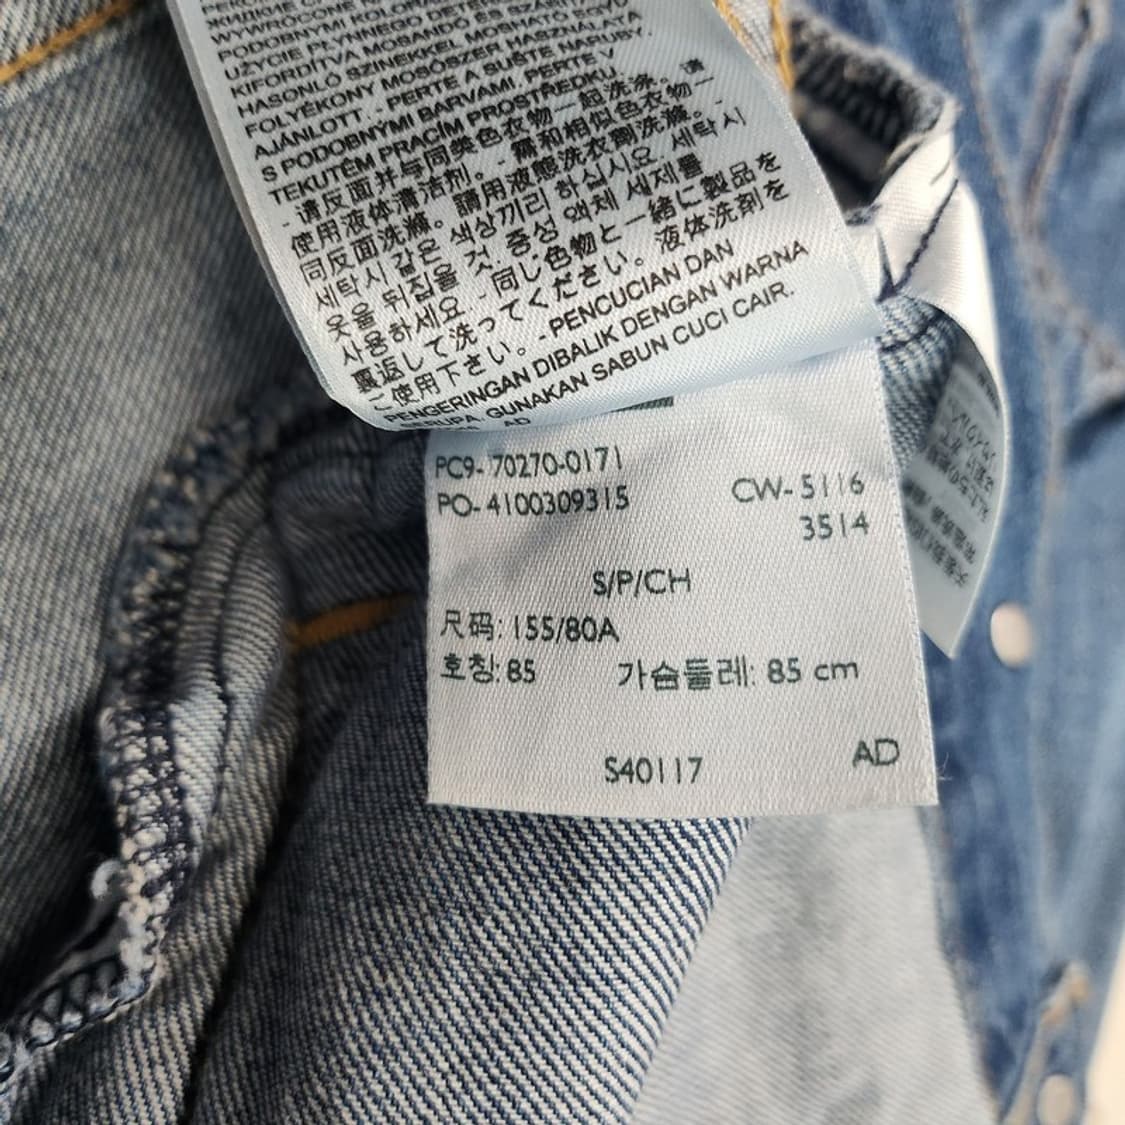 WYWRÓCONE
PODOBNYMI
UŻYCIE PŁYNNEGO
KIFORDÍTVA MOSANDÓ ÉS SZÁRÍTANDÓ
HASONLÓ SZÍNEKKEL MOSHATÓ
FOLYÉKONY MOSÓSZER HASZNÁLATA
AJÁNLOTT. - PERTE A SUŠTE NARUBY.
S PODOBNÝMI BARVAMI. PERTE V
TEKUTÉM PRACÍM PROSTŘEDKU.
- 请反面并与同类色衣物一起洗涤。请
使用液体清洁剂。- 需和相似色衣物一
同反面洗滌。請用液態洗衣劑洗滌。-
세탁시 같은 색상끼리 하십시요. 세탁시
옷을 뒤집을 것. 중성 액체 세제를
사용하세요. - 同じ色物と一緒に製品を
裏返して洗ってください。液体洗剤を
ご使用下さい。- PENCUCIAN DAN
PENGERINGAN DIBALIK DENGAN WARNA
SERUPA. GUNAKAN SABUN CUCI CAIR.
AD
PC9- 70270-0171
PO- 4100309315 CW- 5116
3514
S/P/CH
尺码: 155/80A
호칭: 85 가슴둘레: 85 cm
S40117 AD